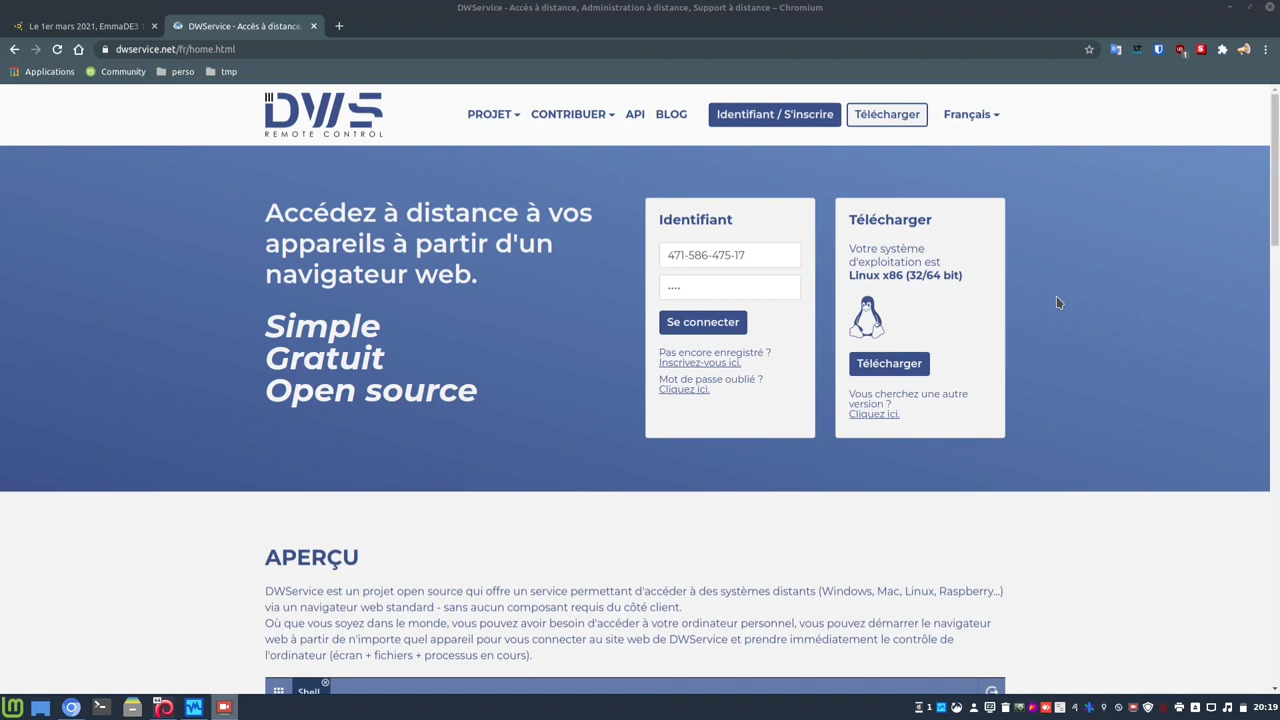 DWService - Accès à distance, Administration à distance, Support à distance – Chromium
Le 1er mars 2021, EmmaDE3
DWService - Accès à distance,
dwservice.net/fr/home.html
Applications
Community
perso
tmp
DWS
REMOTE CONTROL
PROJET
CONTRIBUER
API
BLOG
Identifiant / S'inscrire
Télécharger
Français
Accédez à distance à vos
appareils à partir d'un
navigateur web.
Simple
Gratuit
Open source
Identifiant
471-586-475-17
....
Se connecter
Pas encore enregistré ?
Inscrivez-vous ici.
Mot de passe oublié ?
Cliquez ici.
Télécharger
Votre système
d'exploitation est
Linux x86 (32/64 bit)
Télécharger
Vous cherchez une autre
version ?
Cliquez ici.
APERÇU
DWService est un projet open source qui offre un service permettant d'accéder à des systèmes distants (Windows, Mac, Linux, Raspberry...)
via un navigateur web standard - sans aucun composant requis du côté client.
Où que vous soyez dans le monde, vous pouvez avoir besoin d'accéder à votre ordinateur personnel, vous pouvez démarrer le navigateur
web à partir de n'importe quel appareil pour vous connecter au site web de DWService et prendre immédiatement le contrôle de
l'ordinateur (écran + fichiers + processus en cours).
Shell
1
20:19